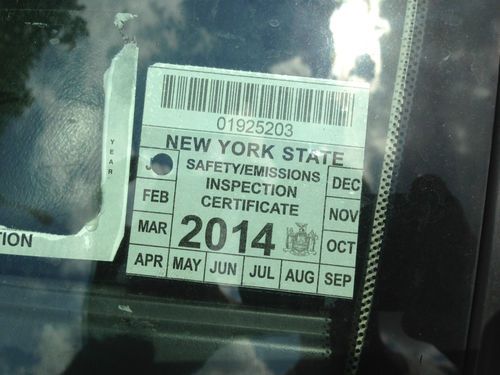 01925203
NEW YORK STATE
SAFETY/EMISSIONS
INSPECTION
CERTIFICATE
2014
J
FEB
MAR
APR
MAY
JUN
JUL
AUG
SEP
OCT
NOV
DEC
YEAR
TION